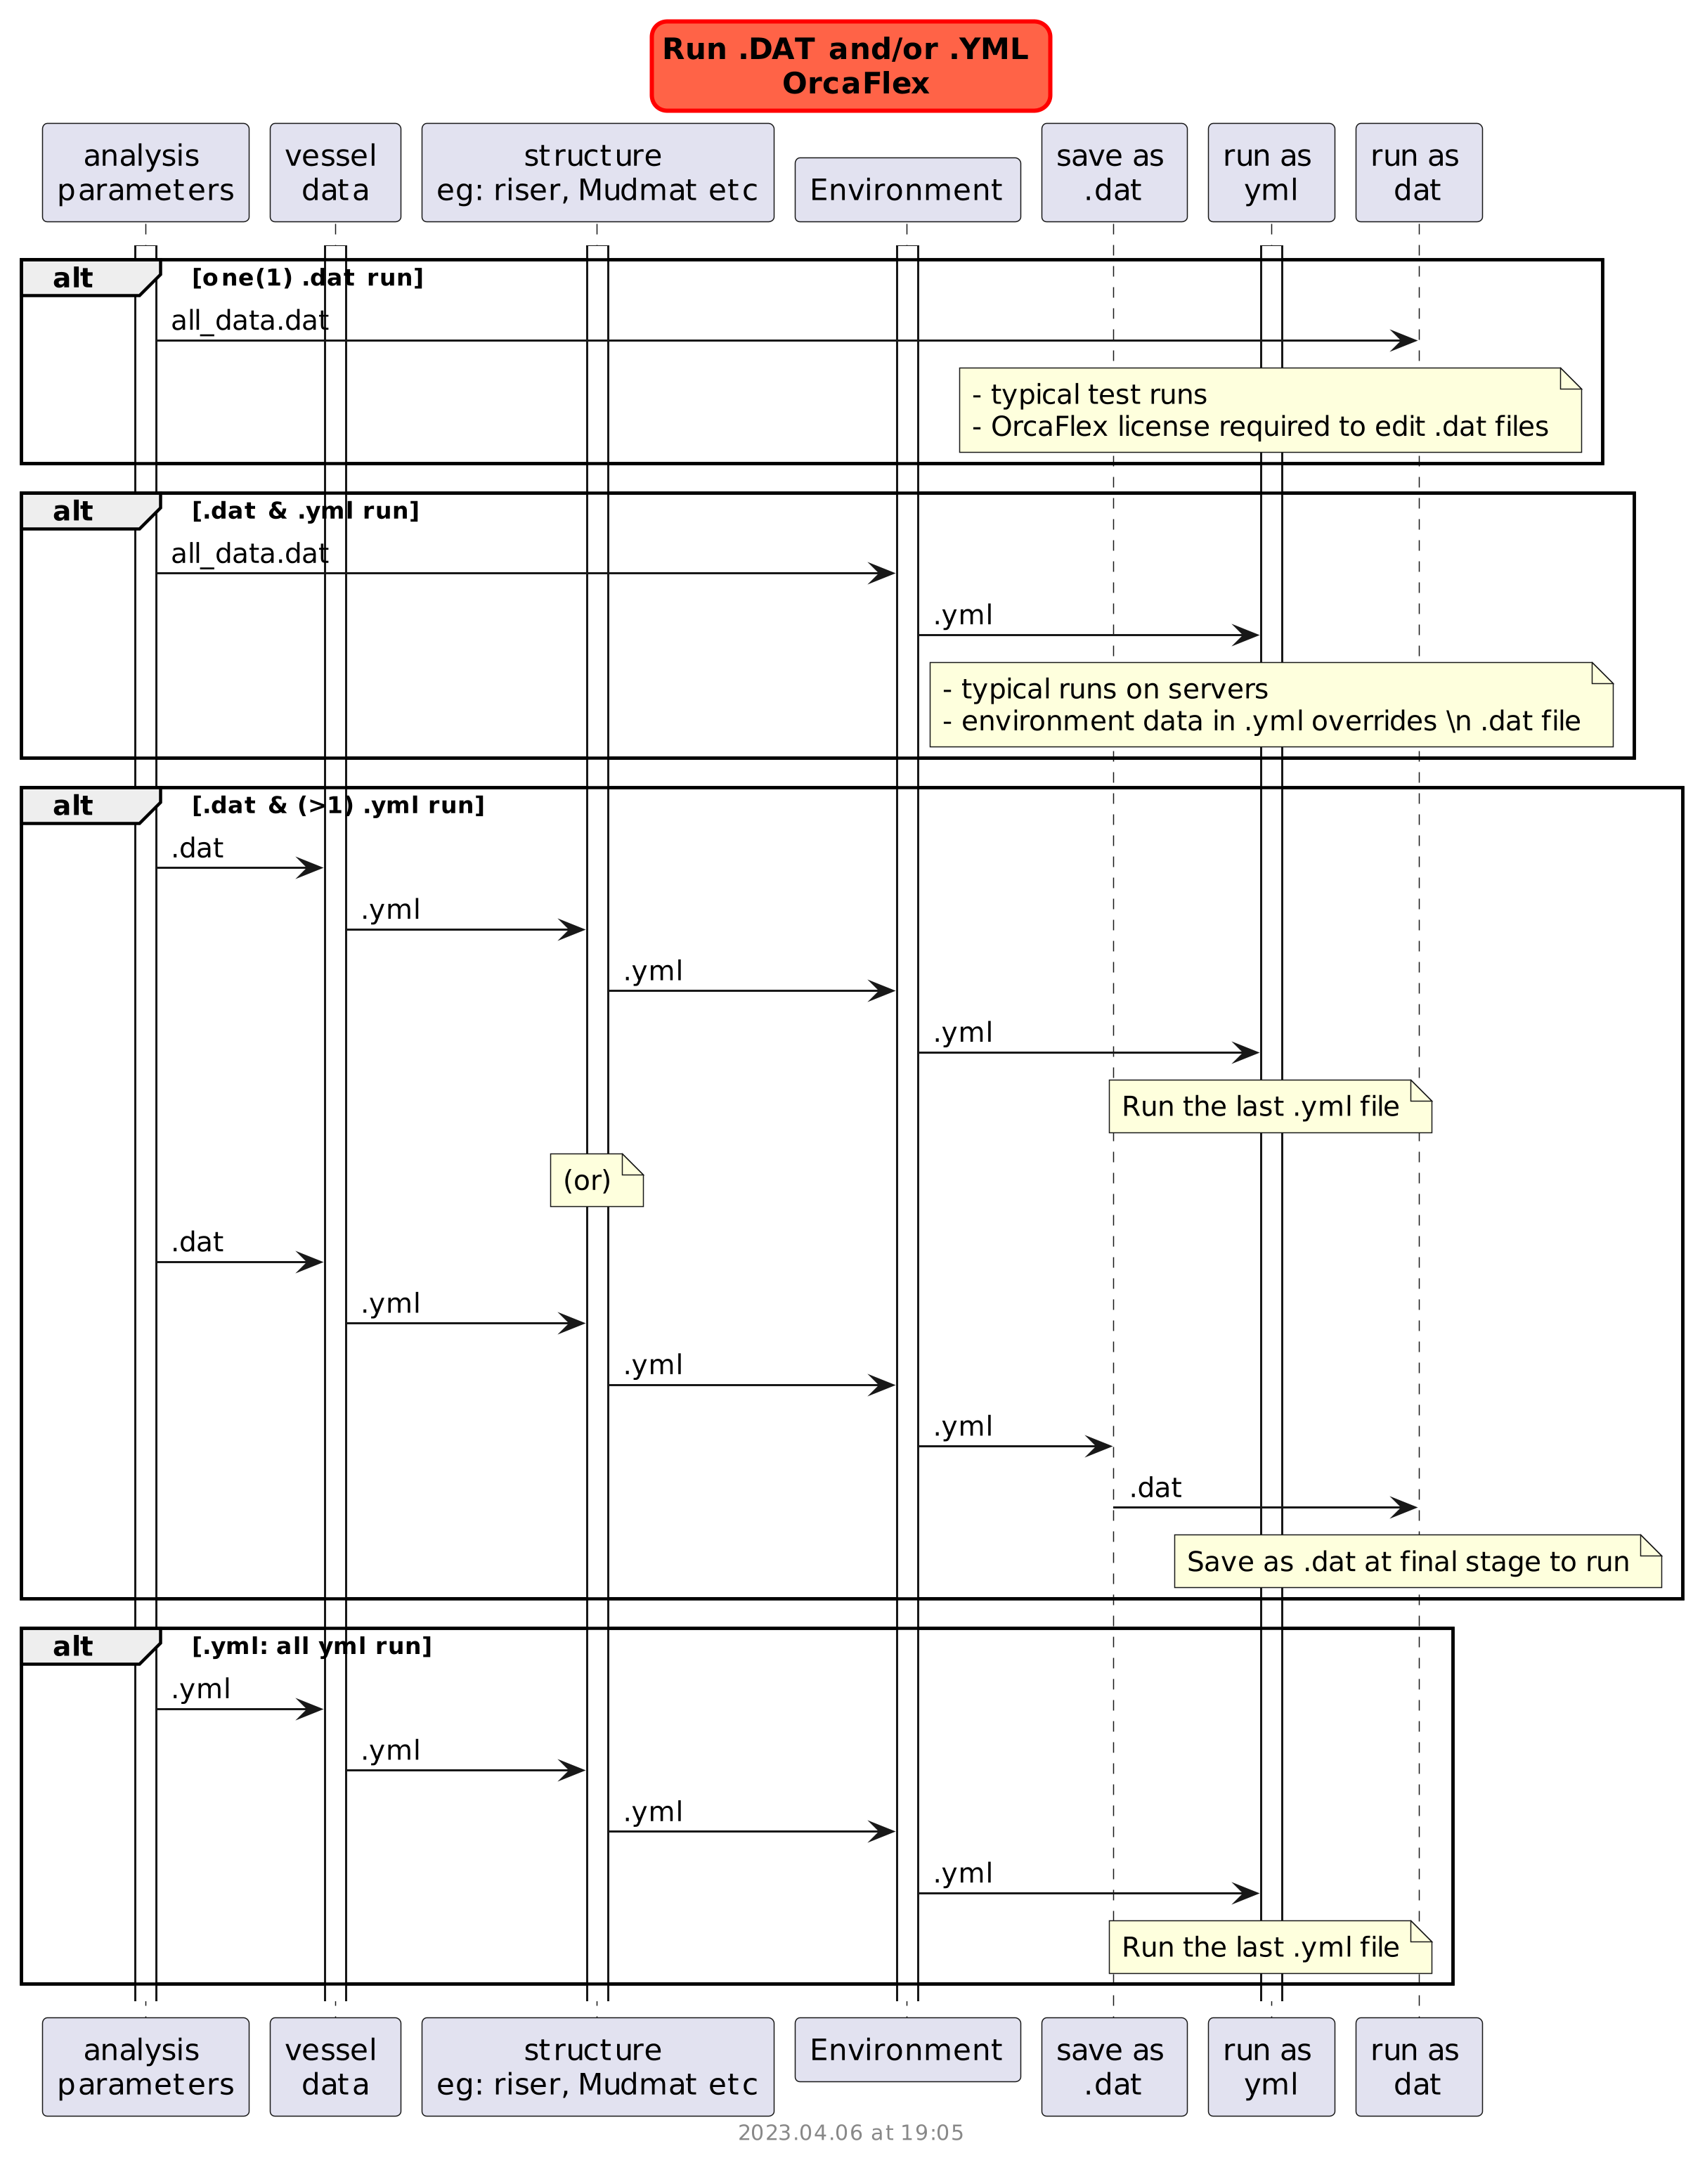 Run .DAT and/or .YML
OrcaFlex
analysis
parameters
vessel
data
structure
eg: riser, Mudmat etc
Environment
save as
.dat
run as
yml
run as
dat
alt
[one(1) .dat run]
all_data.dat
- typical test runs
- OrcaFlex license required to edit .dat files
alt
[.dat & .yml run]
all_data.dat
.yml
- typical runs on servers
- environment data in .yml overrides \n .dat file
alt
[.dat & (>1) .yml run]
.dat
.yml
.yml
.yml
Run the last .yml file
(or)
.dat
.yml
.yml
.yml
.dat
Save as .dat at final stage to run
alt
[.yml: all yml run]
.yml
.yml
.yml
.yml
Run the last .yml file
analysis
parameters
vessel
data
structure
eg: riser, Mudmat etc
Environment
save as
.dat
run as
yml
run as
dat
2023.04.06 at 19:05